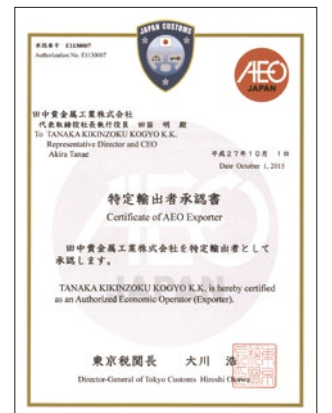 承認番号 E1130007
Authorization No. E1130007
JAPAN CUSTOMS
AEO
JAPAN
田中貴金属工業株式会社
代表取締役社長執行役員 田苗 明 殿
To TANAKA KIKINZOKU KOGYO K.K.
Representative Director and CEO
Akira Tanae
平成27年10月 1日
Date October 1, 2015
特定輸出者承認書
Certificate of AEO Exporter
田中貴金属工業株式会社を特定輸出者として
承認します。
JAPAN
TANAKA KIKINZOKU KOGYO K.K. is hereby certified
as an Authorized Economic Operator (Exporter).
東京税関長 大川 浩
Director-General of Tokyo Customs Hiroshi Okawa